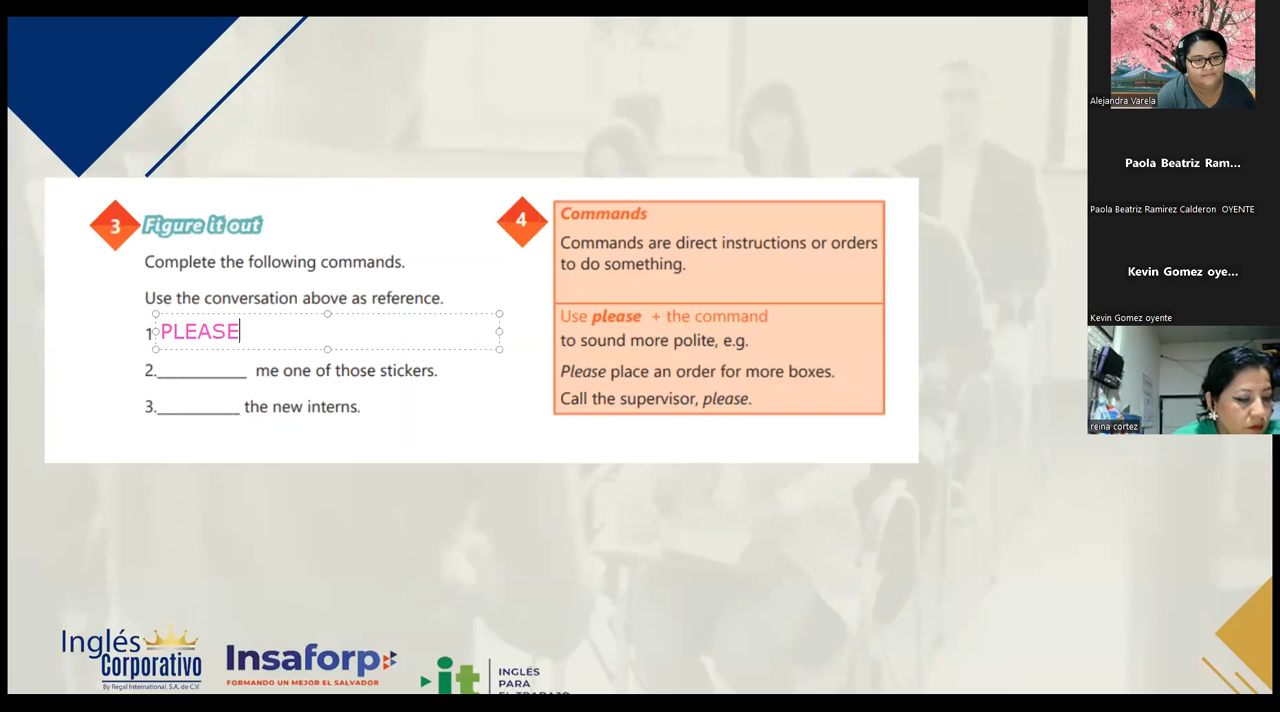 3
Figure it out
Complete the following commands.
Use the conversation above as reference.
1 PLEASE
2.__________ me one of those stickers.
3.__________ the new interns.
4
Commands
Commands are direct instructions or orders
to do something.
Use please + the command
to sound more polite, e.g.
Please place an order for more boxes.
Call the supervisor, please.
Inglés
Corporativo
By Regal International, S.A. de C.V.
Insaforp
FORMANDO UN MEJOR EL SALVADOR
it
INGLÉS
PARA
EL TRABAJO
Alejandra Varela
Paola Beatriz Ram...
Paola Beatriz Ramirez Calderon OYENTE
Kevin Gomez oye...
Kevin Gomez oyente
reina cortez